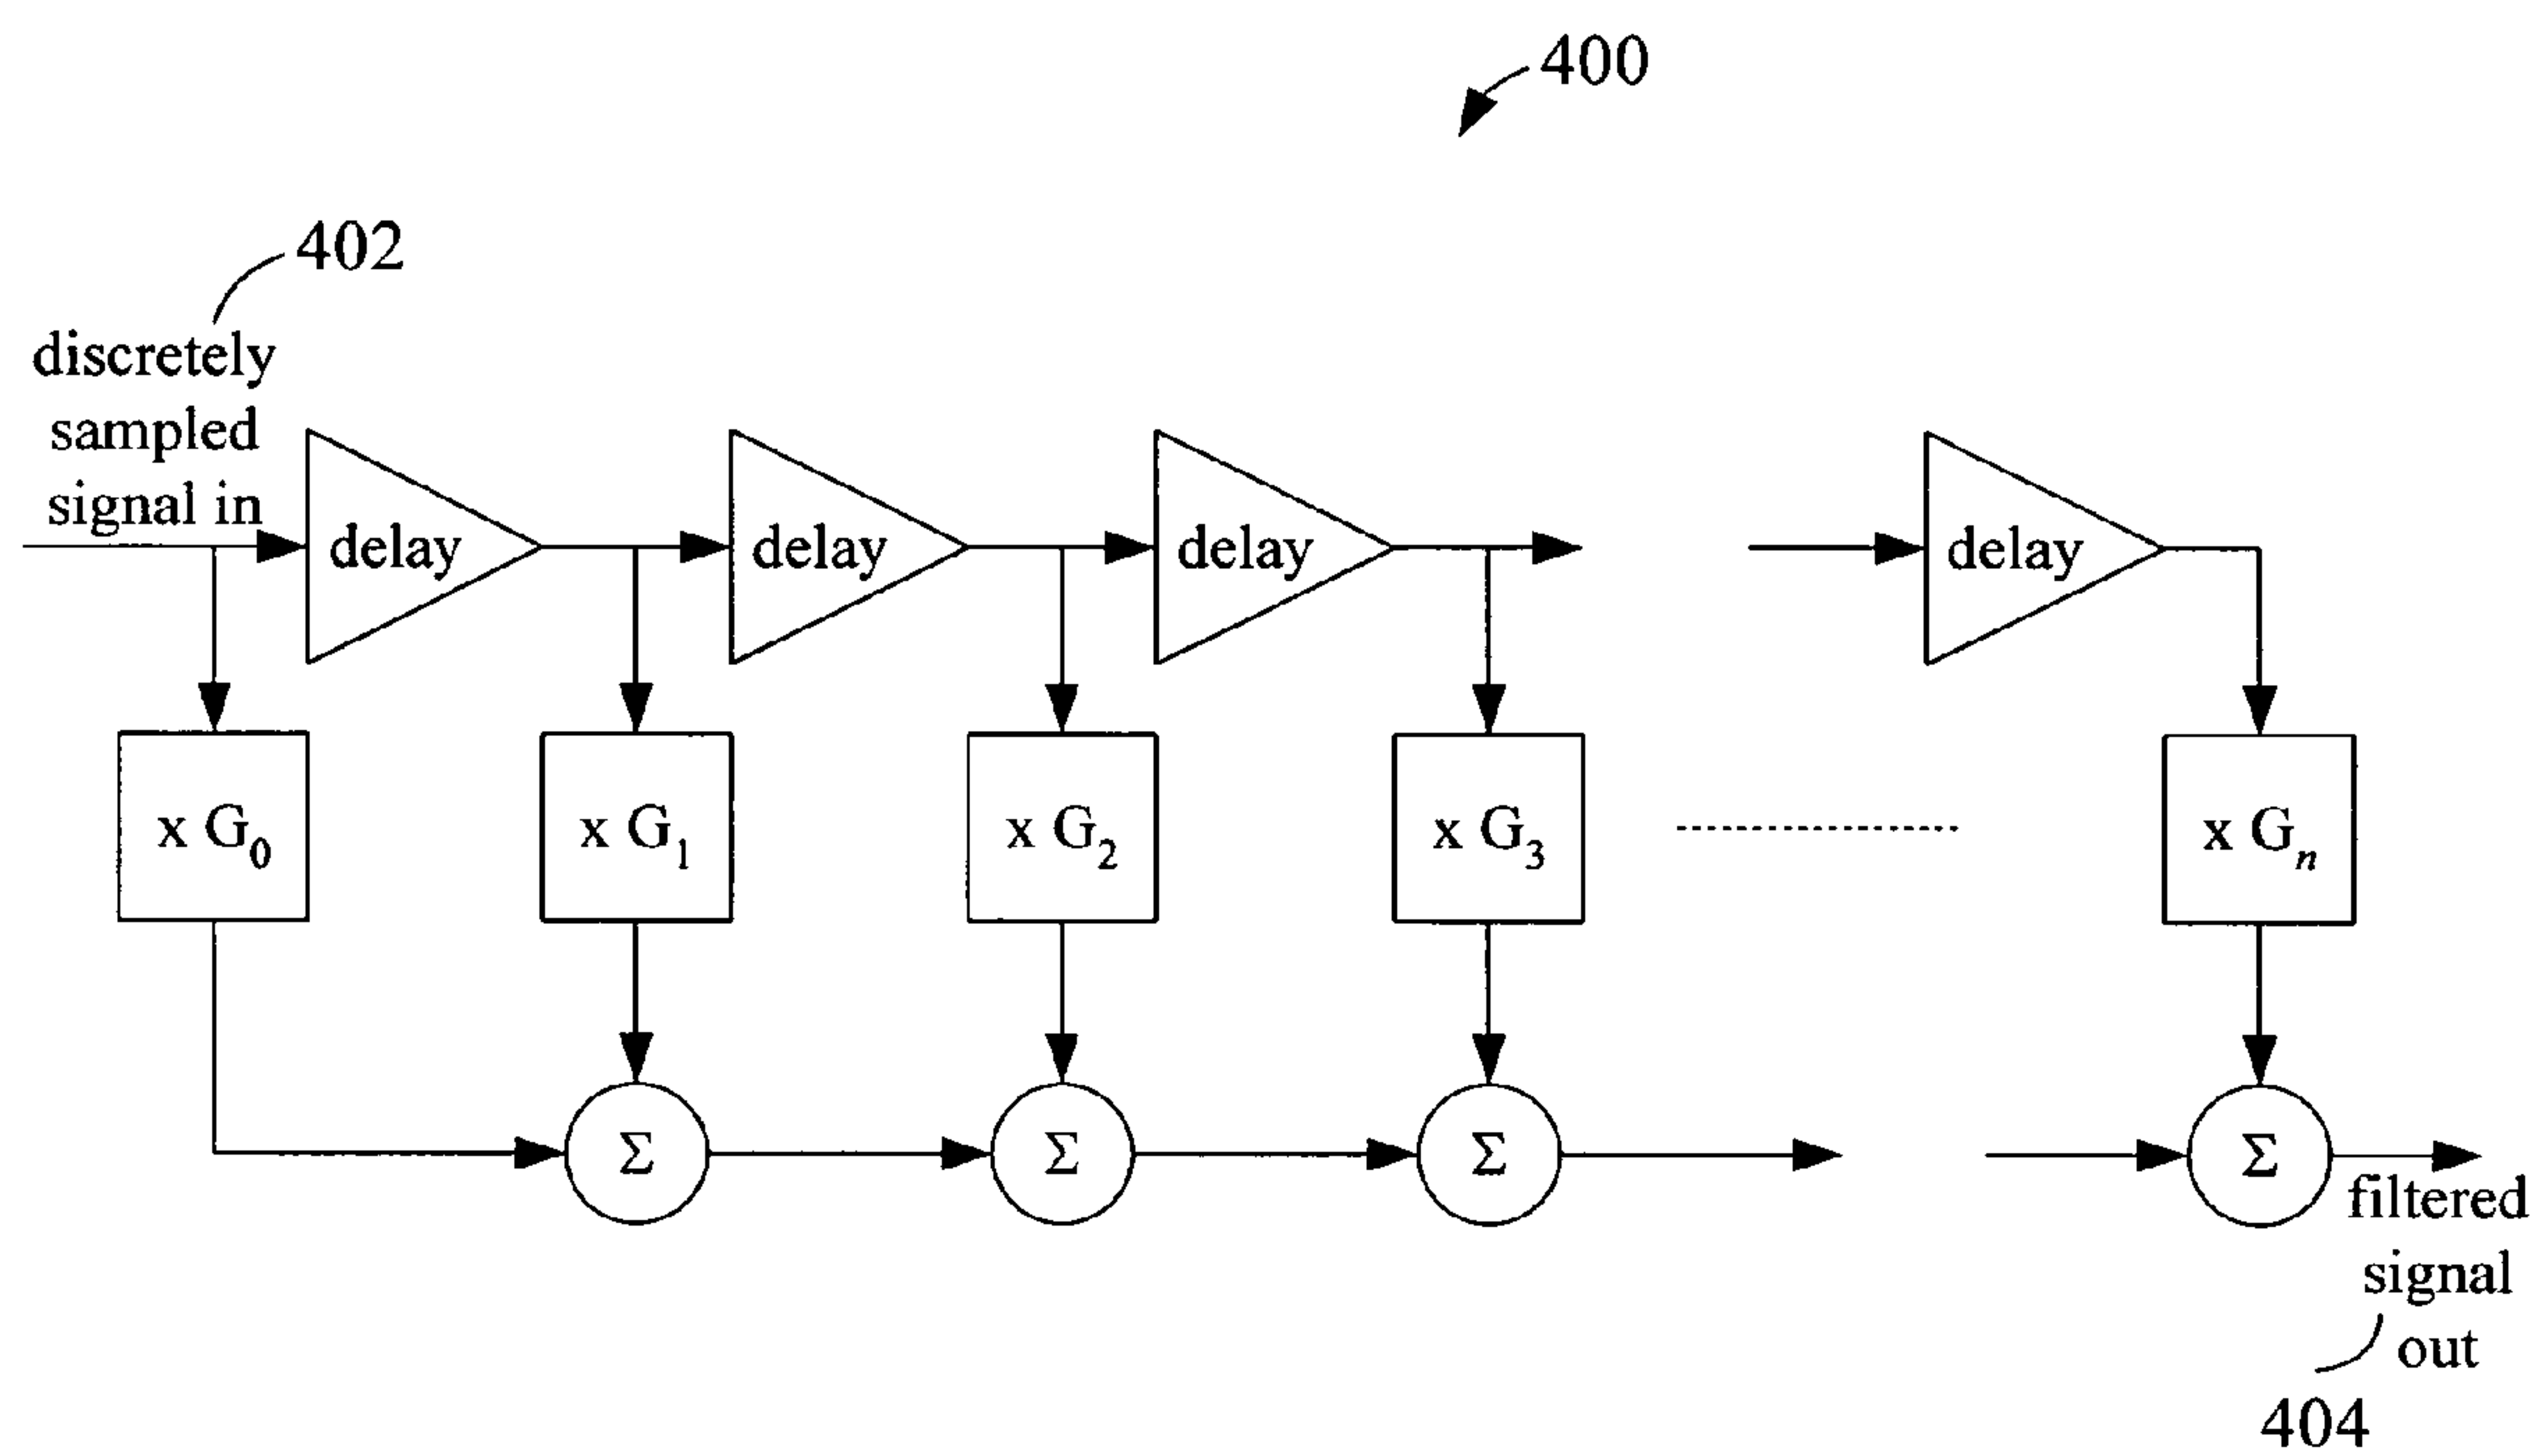 400
402
discretely
sampled
signal in
delay delay delay delay
x G₀ x G₁ x G₂ x G₃ x Gₙ
Σ Σ Σ Σ
filtered
signal
out
404